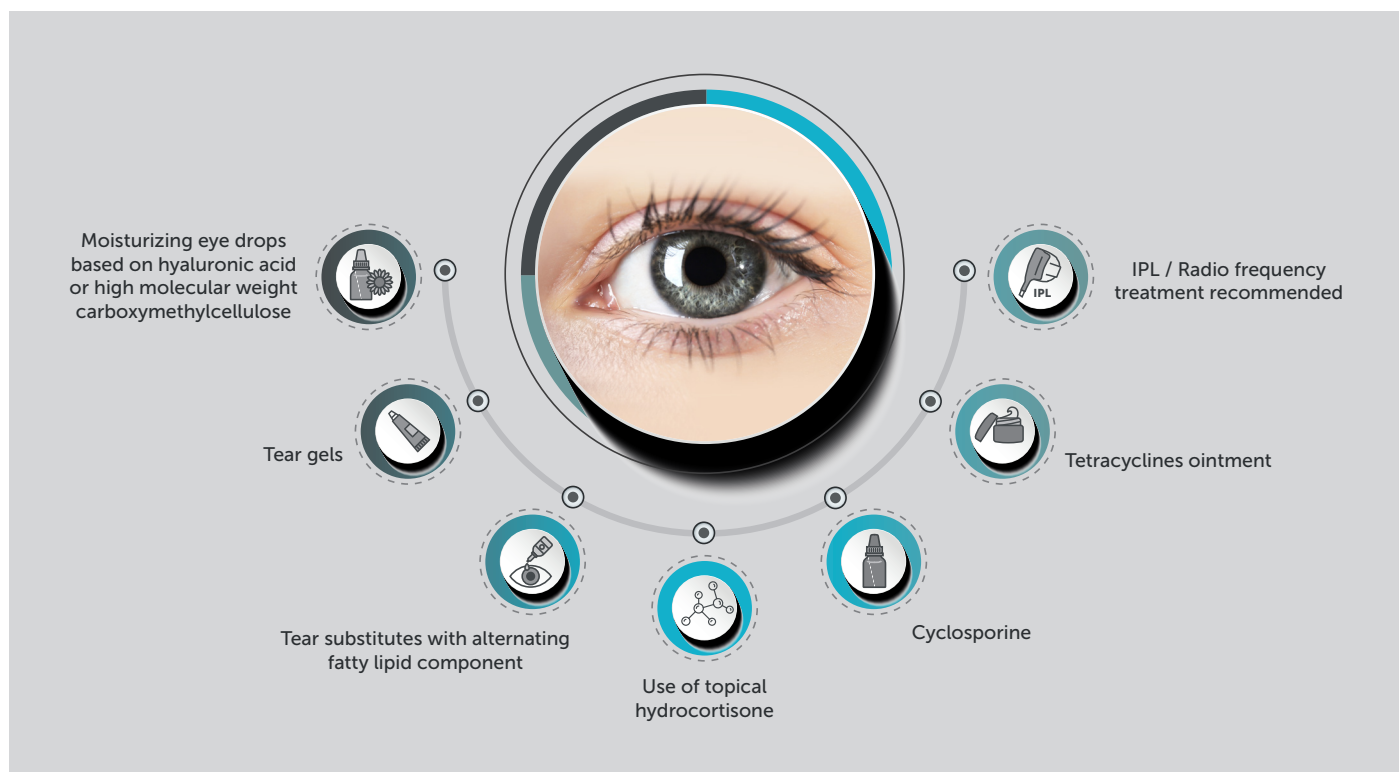 Moisturizing eye drops
based on hyaluronic acid
or high molecular weight
carboxymethylcellulose
Tear gels
Tear substitutes with alternating
fatty lipid component
Use of topical
hydrocortisone
Cyclosporine
Tetracyclines ointment
IPL / Radio frequency
treatment recommended
IPL